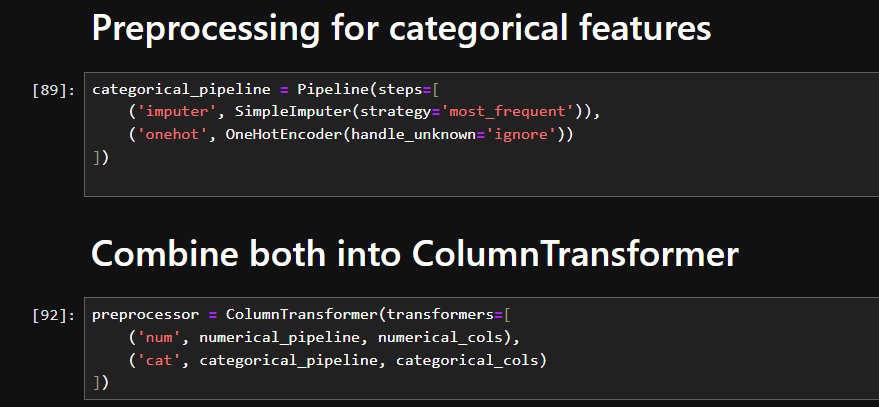 Preprocessing for categorical features
[89]: categorical_pipeline = Pipeline(steps=[
('imputer', SimpleImputer(strategy='most_frequent')),
('onehot', OneHotEncoder(handle_unknown='ignore'))
])
Combine both into ColumnTransformer
[92]: preprocessor = ColumnTransformer(transformers=[
('num', numerical_pipeline, numerical_cols),
('cat', categorical_pipeline, categorical_cols)
])